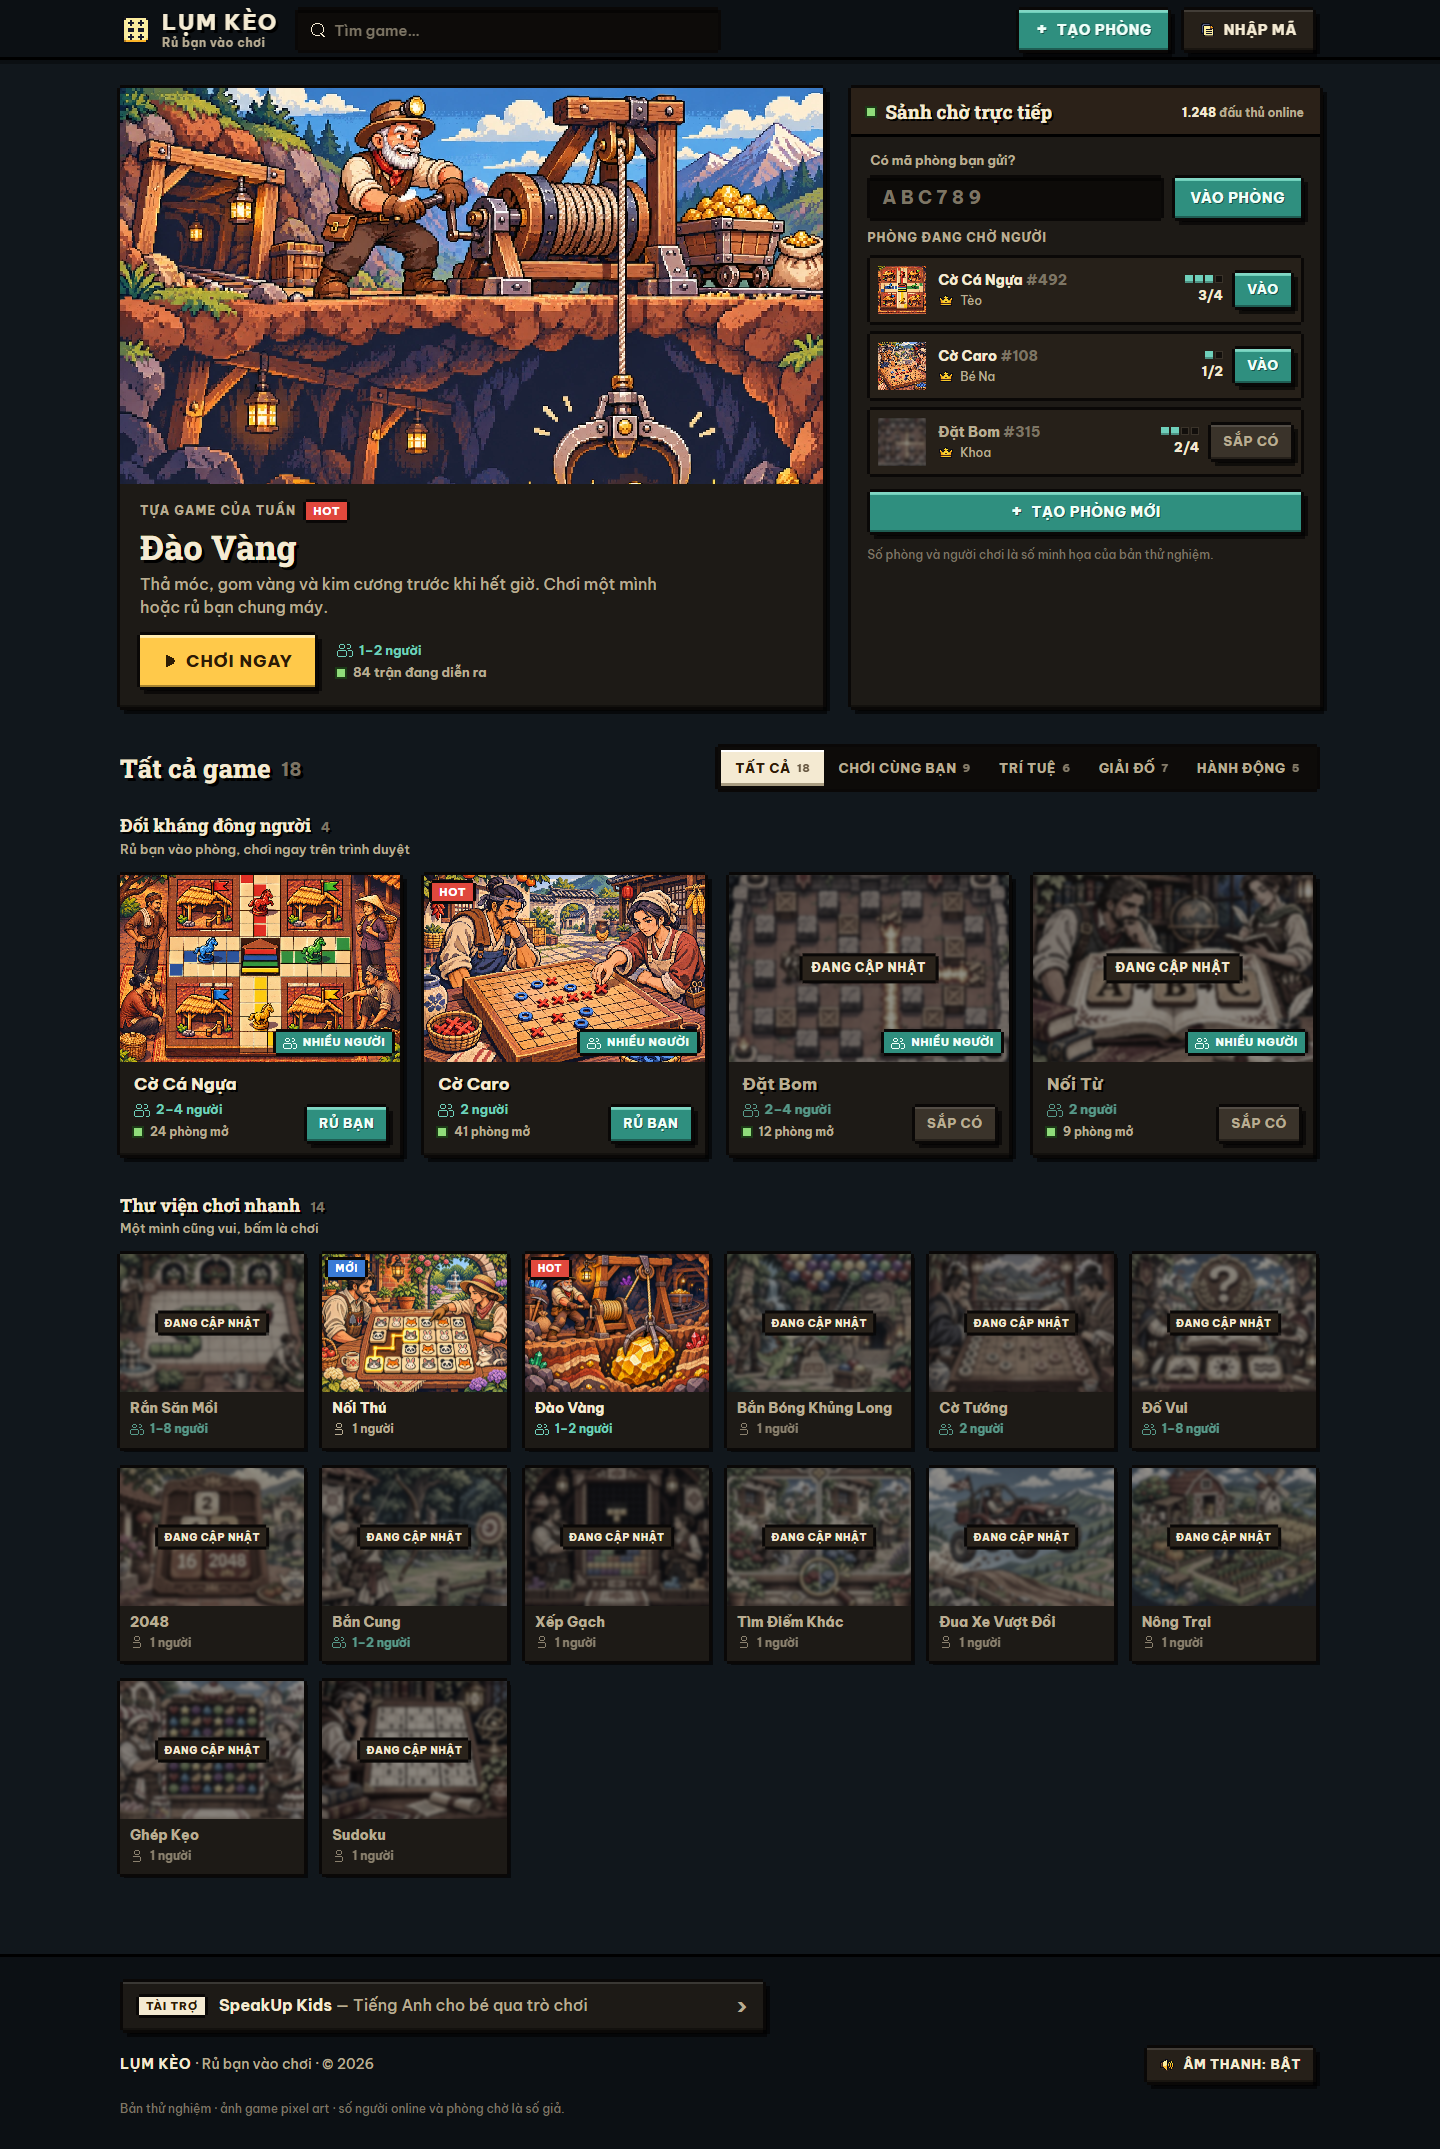 LỤM KÈO
Rủ bạn vào chơi
Tìm game...
+ TẠO PHÒNG
NHẬP MÃ
Sảnh chờ trực tiếp
1.248 đấu thủ online
Có mã phòng bạn gửi?
ABC789
VÀO PHÒNG
PHÒNG ĐANG CHỜ NGƯỜI
Cờ Cá Ngựa #492
Tèo
3/4
VÀO
Cờ Caro #108
Bé Na
1/2
VÀO
Đặt Bom #315
Khoa
2/4
SẮP CÓ
+ TẠO PHÒNG MỚI
Số phòng và người chơi là số minh họa của bản thử nghiệm.
TỰA GAME CỦA TUẦN HOT
Đào Vàng
Thả móc, gom vàng và kim cương trước khi hết giờ. Chơi một mình
hoặc rủ bạn chung máy.
CHƠI NGAY
1–2 người
84 trận đang diễn ra
Tất cả game 18
TẤT CẢ 18
CHƠI CÙNG BẠN 9
TRÍ TUỆ 6
GIẢI ĐỐ 7
HÀNH ĐỘNG 5
Đối kháng đông người 4
Rủ bạn vào phòng, chơi ngay trên trình duyệt
NHIỀU NGƯỜI
Cờ Cá Ngựa
2–4 người
24 phòng mở
RỦ BẠN
HOT
NHIỀU NGƯỜI
Cờ Caro
2 người
41 phòng mở
RỦ BẠN
ĐANG CẬP NHẬT
NHIỀU NGƯỜI
Đặt Bom
2–4 người
12 phòng mở
SẮP CÓ
A B C
ĐANG CẬP NHẬT
NHIỀU NGƯỜI
Nối Từ
2 người
9 phòng mở
SẮP CÓ
Thư viện chơi nhanh 14
Một mình cũng vui, bấm là chơi
ĐANG CẬP NHẬT
Rắn Săn Mồi
1–8 người
MỚI
Nối Thú
1 người
HOT
Đào Vàng
1–2 người
ĐANG CẬP NHẬT
Bắn Bóng Khủng Long
1 người
ĐANG CẬP NHẬT
Cờ Tướng
2 người
?
ĐANG CẬP NHẬT
Đố Vui
1–8 người
2
ĐANG CẬP NHẬT
16 2048
2048
1 người
ĐANG CẬP NHẬT
Bắn Cung
1–2 người
ĐANG CẬP NHẬT
Xếp Gạch
1 người
ĐANG CẬP NHẬT
Tìm Điểm Khác
1 người
ĐANG CẬP NHẬT
Đua Xe Vượt Đồi
1 người
ĐANG CẬP NHẬT
Nông Trại
1 người
ĐANG CẬP NHẬT
Ghép Kẹo
1 người
ĐANG CẬP NHẬT
Sudoku
1 người
TÀI TRỢ SpeakUp Kids — Tiếng Anh cho bé qua trò chơi ›
LỤM KÈO · Rủ bạn vào chơi · © 2026
ÂM THANH: BẬT
Bản thử nghiệm · ảnh game pixel art · số người online và phòng chờ là số giả.